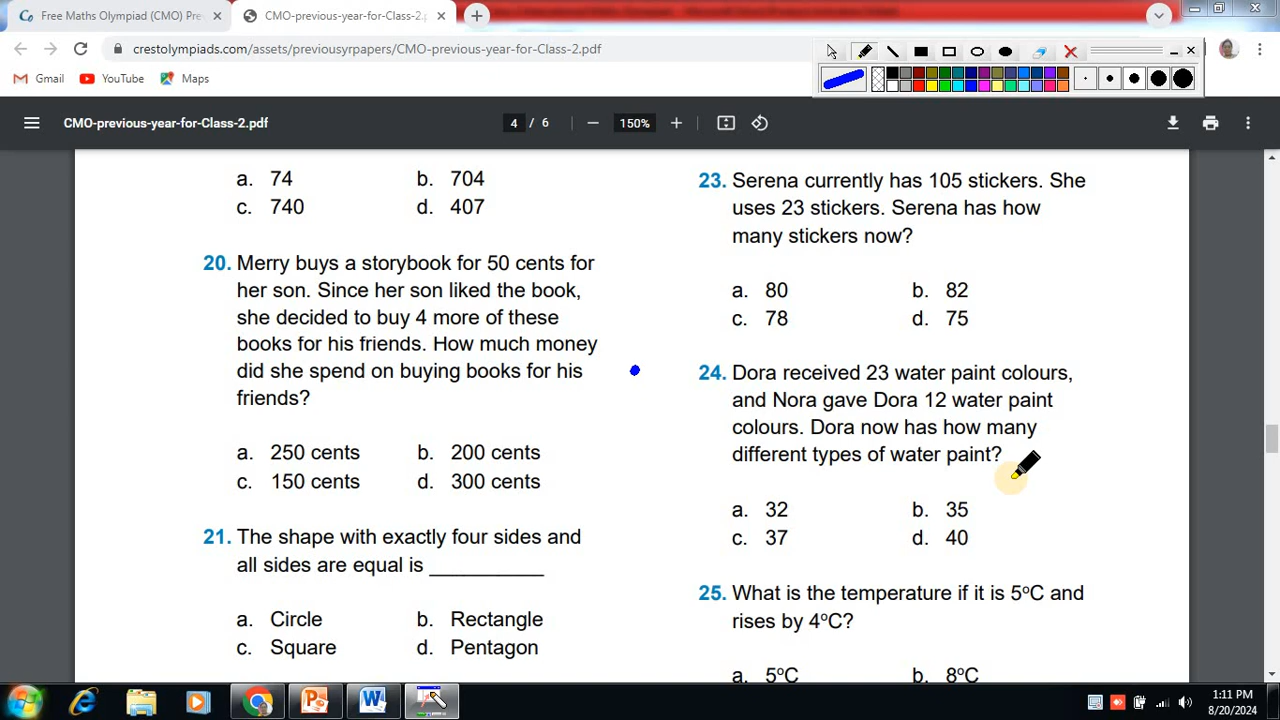 Free Maths Olympiad (CMO) Prev
CMO-previous-year-for-Class-2.p
crestolympiads.com/assets/previousyrpapers/CMO-previous-year-for-Class-2.pdf
Gmail
YouTube
Maps
CMO-previous-year-for-Class-2.pdf
4 / 6
150%
a. 74 b. 704
c. 740 d. 407
20. Merry buys a storybook for 50 cents for
her son. Since her son liked the book,
she decided to buy 4 more of these
books for his friends. How much money
did she spend on buying books for his
friends?
a. 250 cents b. 200 cents
c. 150 cents d. 300 cents
21. The shape with exactly four sides and
all sides are equal is ___________
a. Circle b. Rectangle
c. Square d. Pentagon
23. Serena currently has 105 stickers. She
uses 23 stickers. Serena has how
many stickers now?
a. 80 b. 82
c. 78 d. 75
24. Dora received 23 water paint colours,
and Nora gave Dora 12 water paint
colours. Dora now has how many
different types of water paint?
a. 32 b. 35
c. 37 d. 40
25. What is the temperature if it is 5°C and
rises by 4°C?
a. 5°C b. 8°C
1:11 PM
8/20/2024